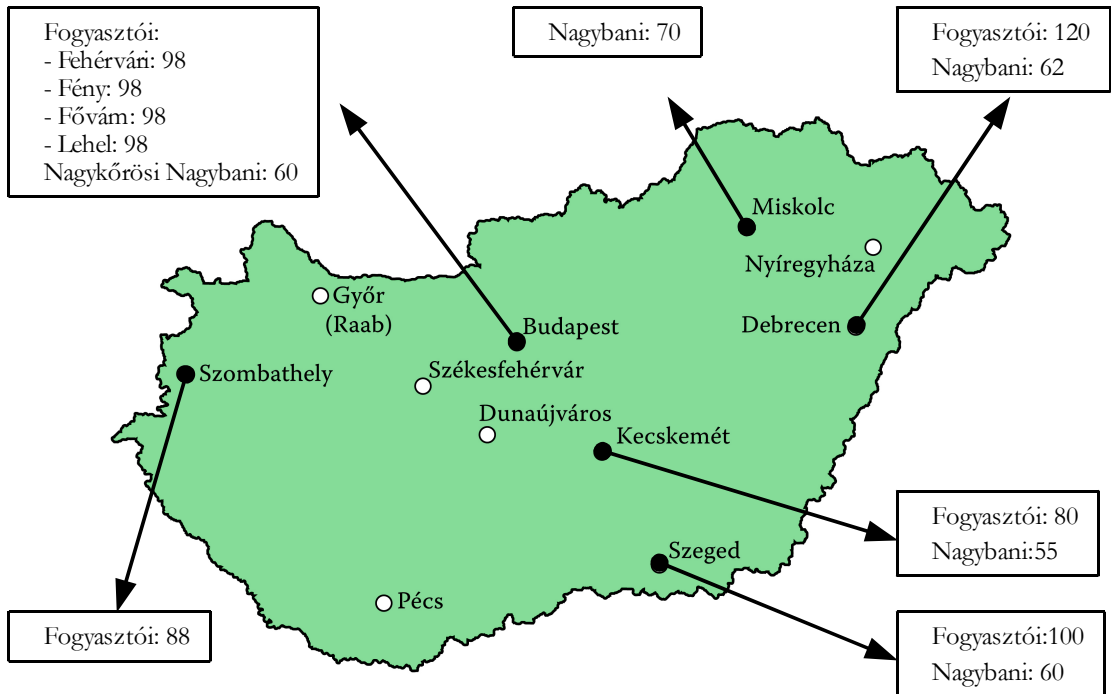 Fogyasztói:
- Fehérvári: 98
- Fény: 98
- Fővám: 98
- Lehel: 98
Nagykőrösi Nagybani: 60
Nagybani: 70
Fogyasztói: 120
Nagybani: 62
Miskolc
Nyíregyháza
Győr
(Raab)
Budapest
Debrecen
Szombathely
Székesfehérvár
Dunaújváros
Kecskemét
Fogyasztói: 80
Nagybani:55
Szeged
Pécs
Fogyasztói: 88
Fogyasztói:100
Nagybani: 60